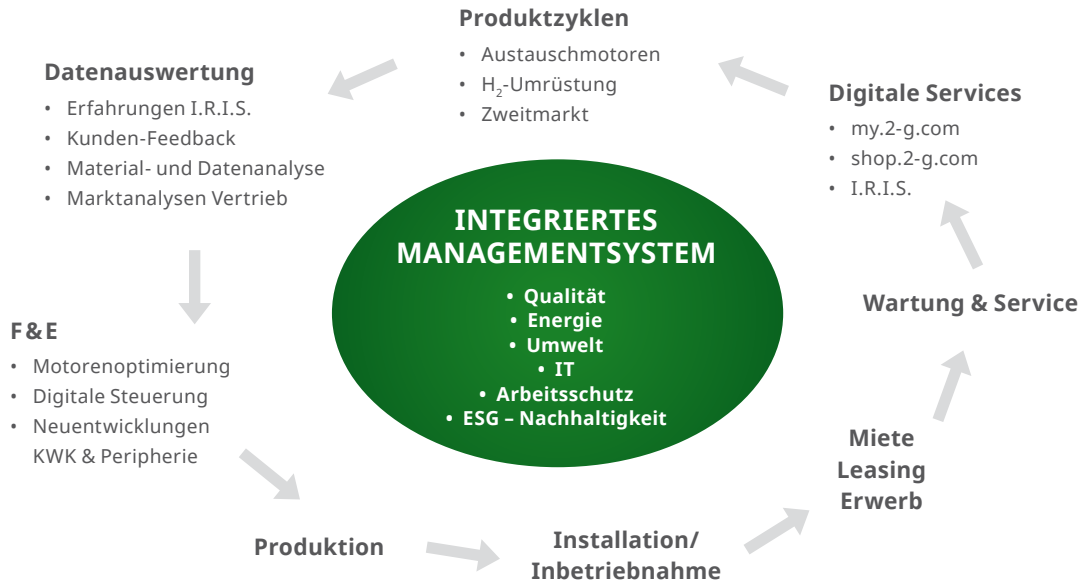 Produktzyklen
• Austauschmotoren
• H₂-Umrüstung
• Zweitmarkt
Datenauswertung
• Erfahrungen I.R.I.S.
• Kunden-Feedback
• Material- und Datenanalyse
• Marktanalysen Vertrieb
Digitale Services
• my.2-g.com
• shop.2-g.com
• I.R.I.S.
INTEGRIERTES
MANAGEMENTSYSTEM
• Qualität
• Energie
• Umwelt
• IT
• Arbeitsschutz
• ESG – Nachhaltigkeit
Wartung & Service
F & E
• Motorenoptimierung
• Digitale Steuerung
• Neuentwicklungen
KWK & Peripherie
Miete
Leasing
Erwerb
Produktion
Installation/
Inbetriebnahme